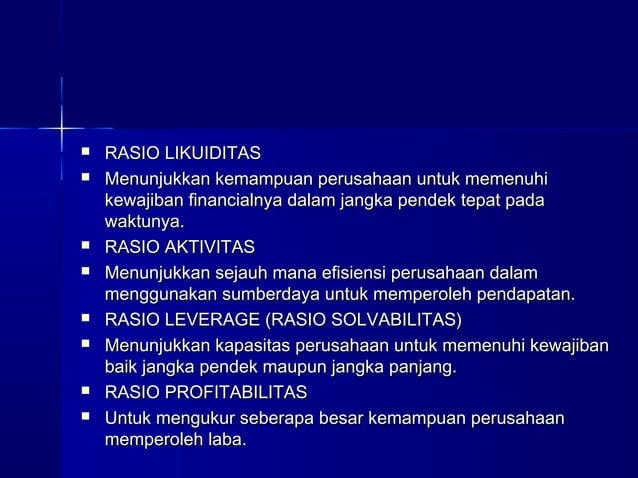 RASIO LIKUIDITAS
Menunjukkan kemampuan perusahaan untuk memenuhi
kewajiban financialnya dalam jangka pendek tepat pada
waktunya.
RASIO AKTIVITAS
Menunjukkan sejauh mana efisiensi perusahaan dalam
menggunakan sumberdaya untuk memperoleh pendapatan.
RASIO LEVERAGE (RASIO SOLVABILITAS)
Menunjukkan kapasitas perusahaan untuk memenuhi kewajiban
baik jangka pendek maupun jangka panjang.
RASIO PROFITABILITAS
Untuk mengukur seberapa besar kemampuan perusahaan
memperoleh laba.